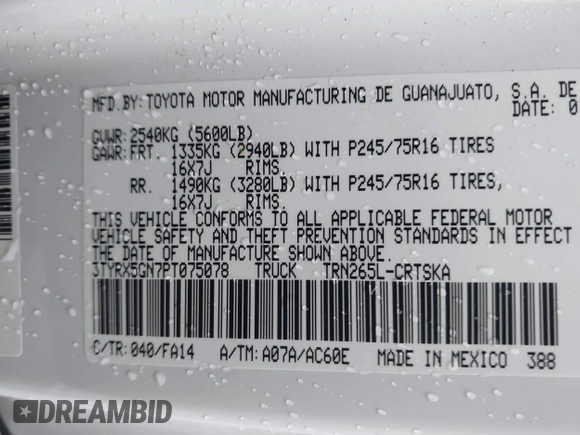 MFD.BY:TOYOTA MOTOR MANUFACTURING DE GUANAJUATO, S.A. DE
DATE: 0
GVWR: 2540KG (5600LB)
GAWR: FRT. 1335KG (2940LB) WITH P245/75R16 TIRES
16X7J RIMS.
RR. 1490KG (3280LB) WITH P245/75R16 TIRES,
16X7J RIMS.
THIS VEHICLE CONFORMS TO ALL APPLICABLE FEDERAL MOTOR
VEHICLE SAFETY AND THEFT PREVENTION STANDARDS IN EFFECT
THE DATE OF MANUFACTURE SHOWN ABOVE.
3TYRX5GN7PT075078 TRUCK TRN265L-CRTSKA
C/TR: 040/FA14 A/TM: A07A/AC60E MADE IN MEXICO 388
DREAMBID